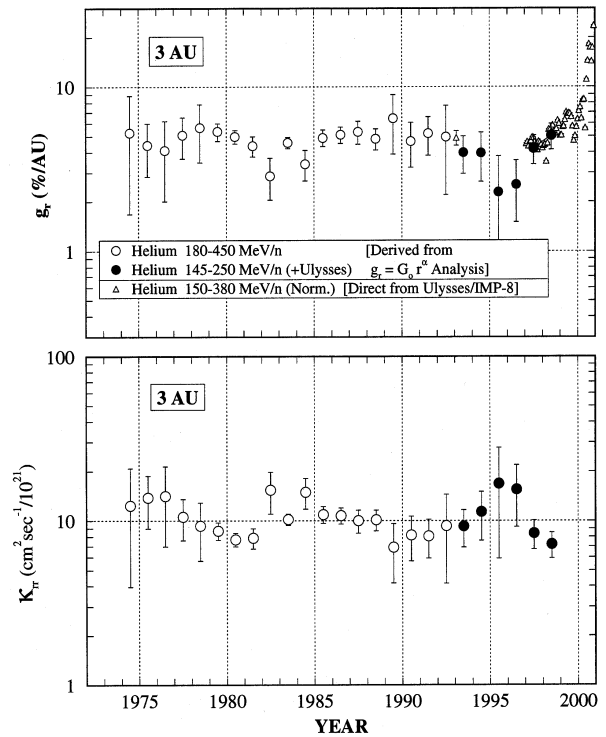 3 AU
10
1
g_r (%/AU)
○ Helium 180-450 MeV/n [Derived from
● Helium 145-250 MeV/n (+Ulysses) g_r = G_o r^α Analysis]
△ Helium 150-380 MeV/n (Norm.) [Direct from Ulysses/IMP-8]
100
3 AU
10
1
K_rr (cm^2 sec^-1/10^21)
1975 1980 1985 1990 1995 2000
YEAR